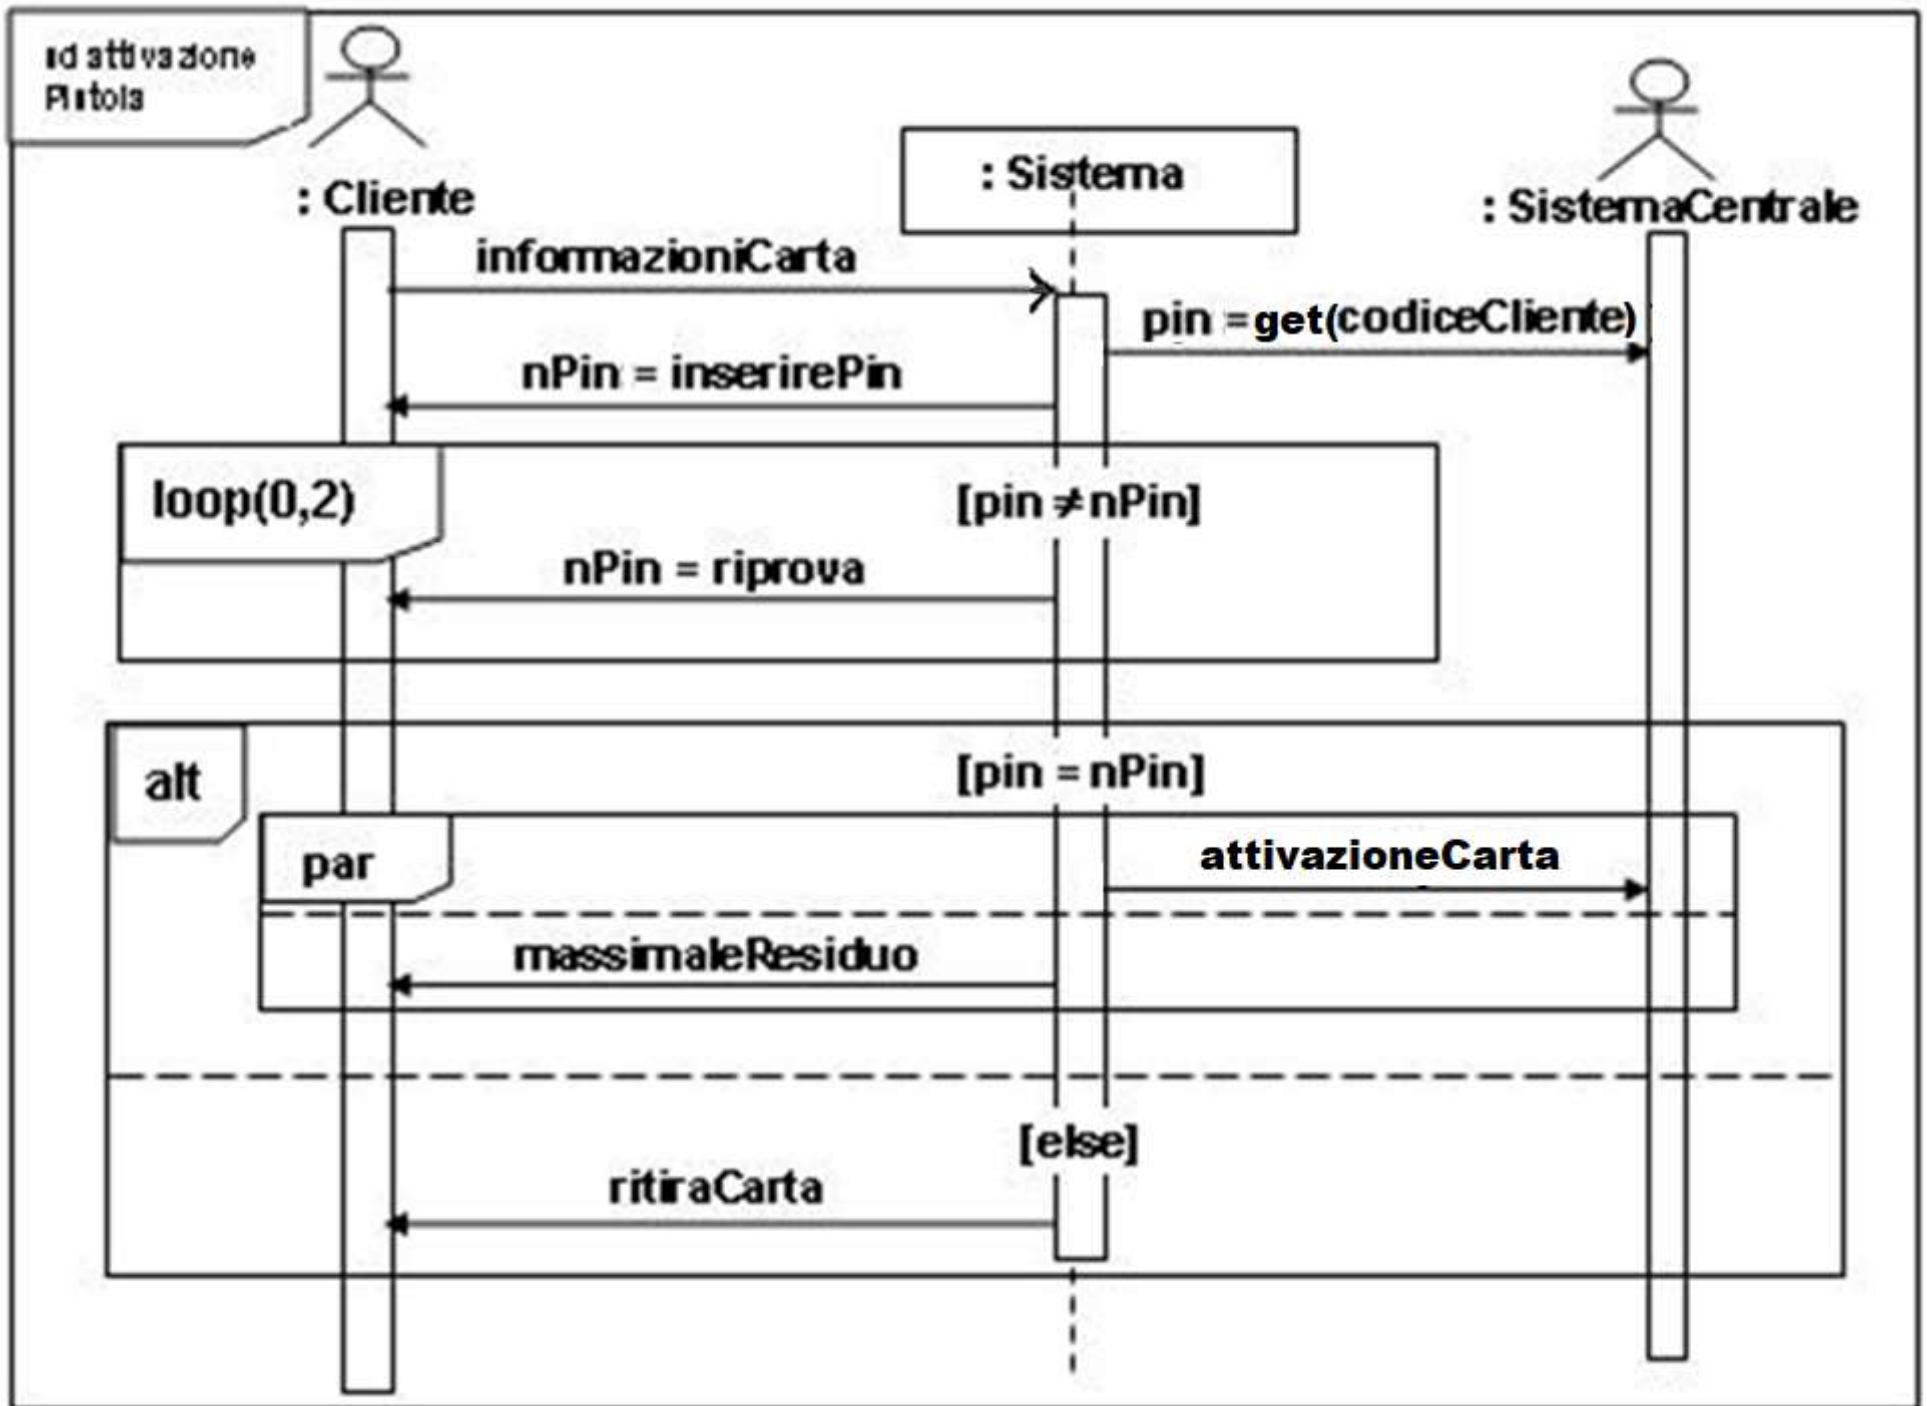 sd attivazione
Pistola
: Cliente
: Sistema
: SistemaCentrale
informazioniCarta
pin =get(codiceCliente)
nPin = inserirePin
loop(0,2)
[pin ≠ nPin]
nPin = riprova
alt
[pin = nPin]
par
attivazioneCarta
massimaleResiduo
[else]
ritiraCarta